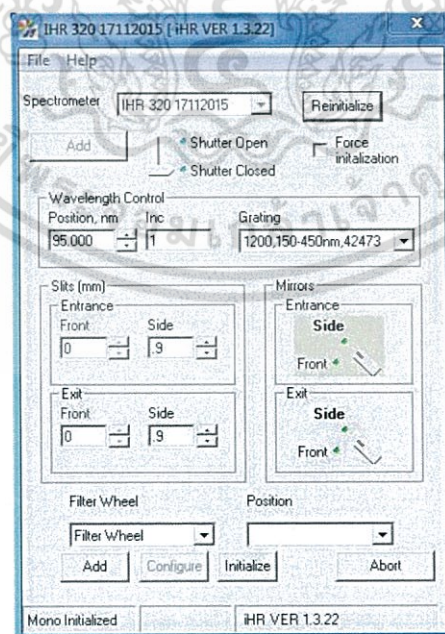 IHR 320 17112015 [ iHR VER 1.3.22]
File Help
Spectrometer IHR 320 17112015 Reinitialize
Add Shutter Open Force initalization
Shutter Closed
Wavelength Control
Position, nm Inc Grating
95.000 1 1200,150-450nm,42473
Slits (mm) Mirrors
Entrance Entrance
Front Side Side
0 .9 Front
Exit Exit
Front Side Side
0 .9 Front
Filter Wheel Position
Filter Wheel
Add Configure Initialize Abort
Mono Initialized iHR VER 1.3.22